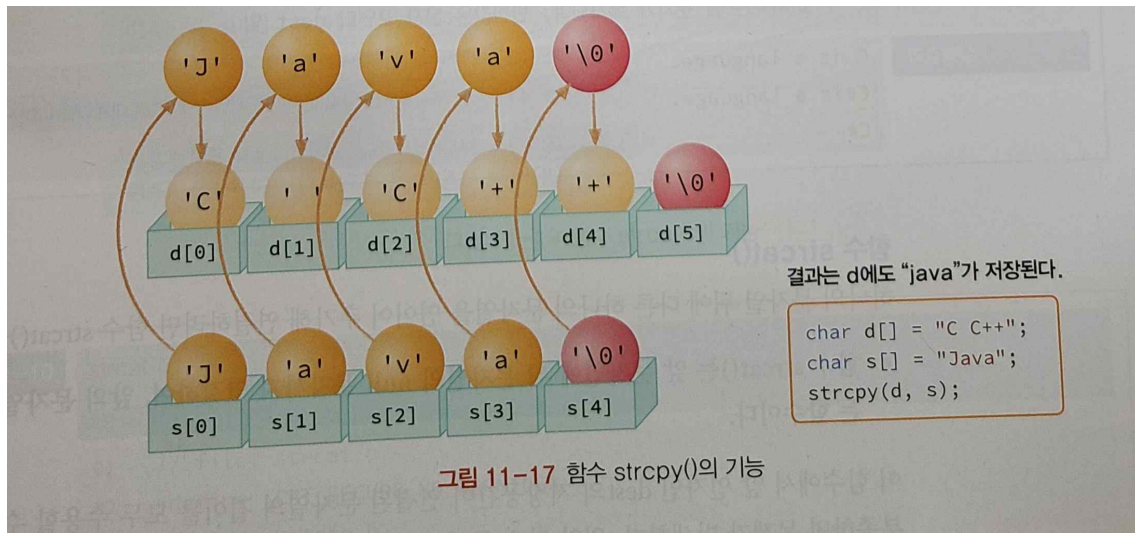 'J' 'a' 'v' 'a' '\0'
'C' ' ' 'C' '+' '+' '\0'
d[0] d[1] d[2] d[3] d[4] d[5]
'J' 'a' 'v' 'a' '\0'
s[0] s[1] s[2] s[3] s[4]
결과는 d에도 “java”가 저장된다.
char d[] = "C C++";
char s[] = "Java";
strcpy(d, s);
그림 11-17 함수 strcpy()의 기능